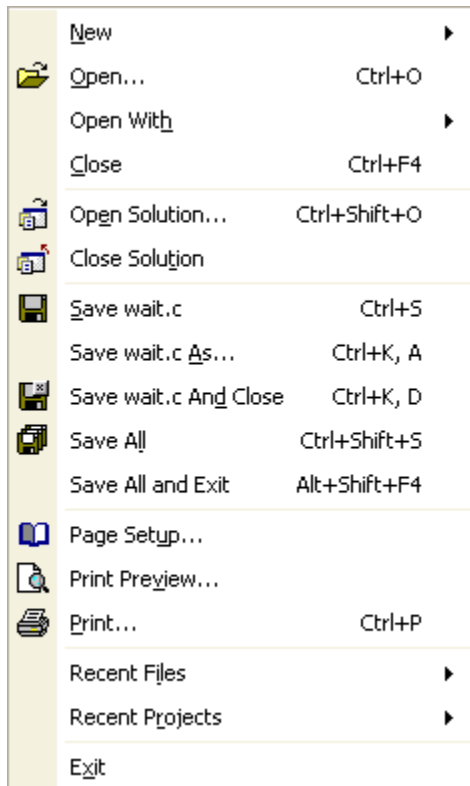 New
Open... Ctrl+O
Open With
Close Ctrl+F4
Open Solution... Ctrl+Shift+O
Close Solution
Save wait.c Ctrl+S
Save wait.c As... Ctrl+K, A
Save wait.c And Close Ctrl+K, D
Save All Ctrl+Shift+S
Save All and Exit Alt+Shift+F4
Page Setup...
Print Preview...
Print... Ctrl+P
Recent Files
Recent Projects
Exit